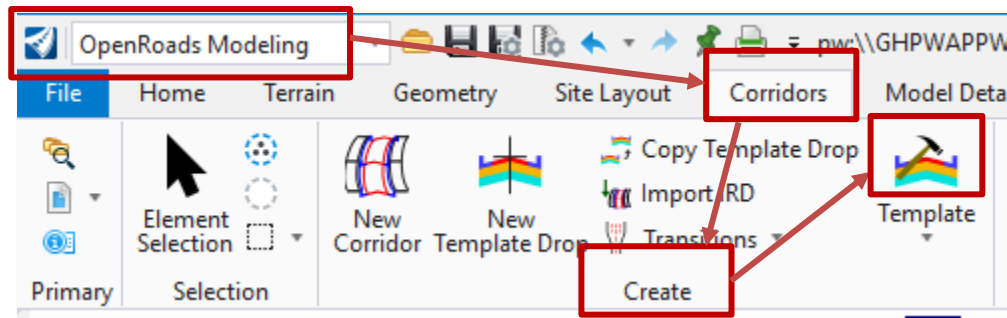 OpenRoads Modeling
pw:\\GHPWAPPW
File Home Terrain Geometry Site Layout Corridors Model Deta
Element
Selection
New
Corridor
New
Template Drop
Copy Template Drop
Import IRD
Transitions
Template
Primary Selection Create